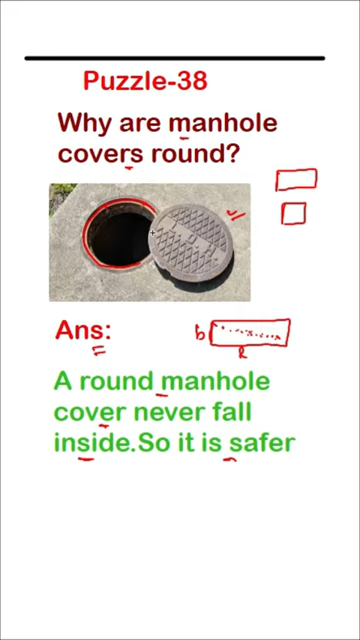 Puzzle-38
Why are manhole
covers round?
Ans:
b
l
A round manhole
cover never fall
inside.So it is safer